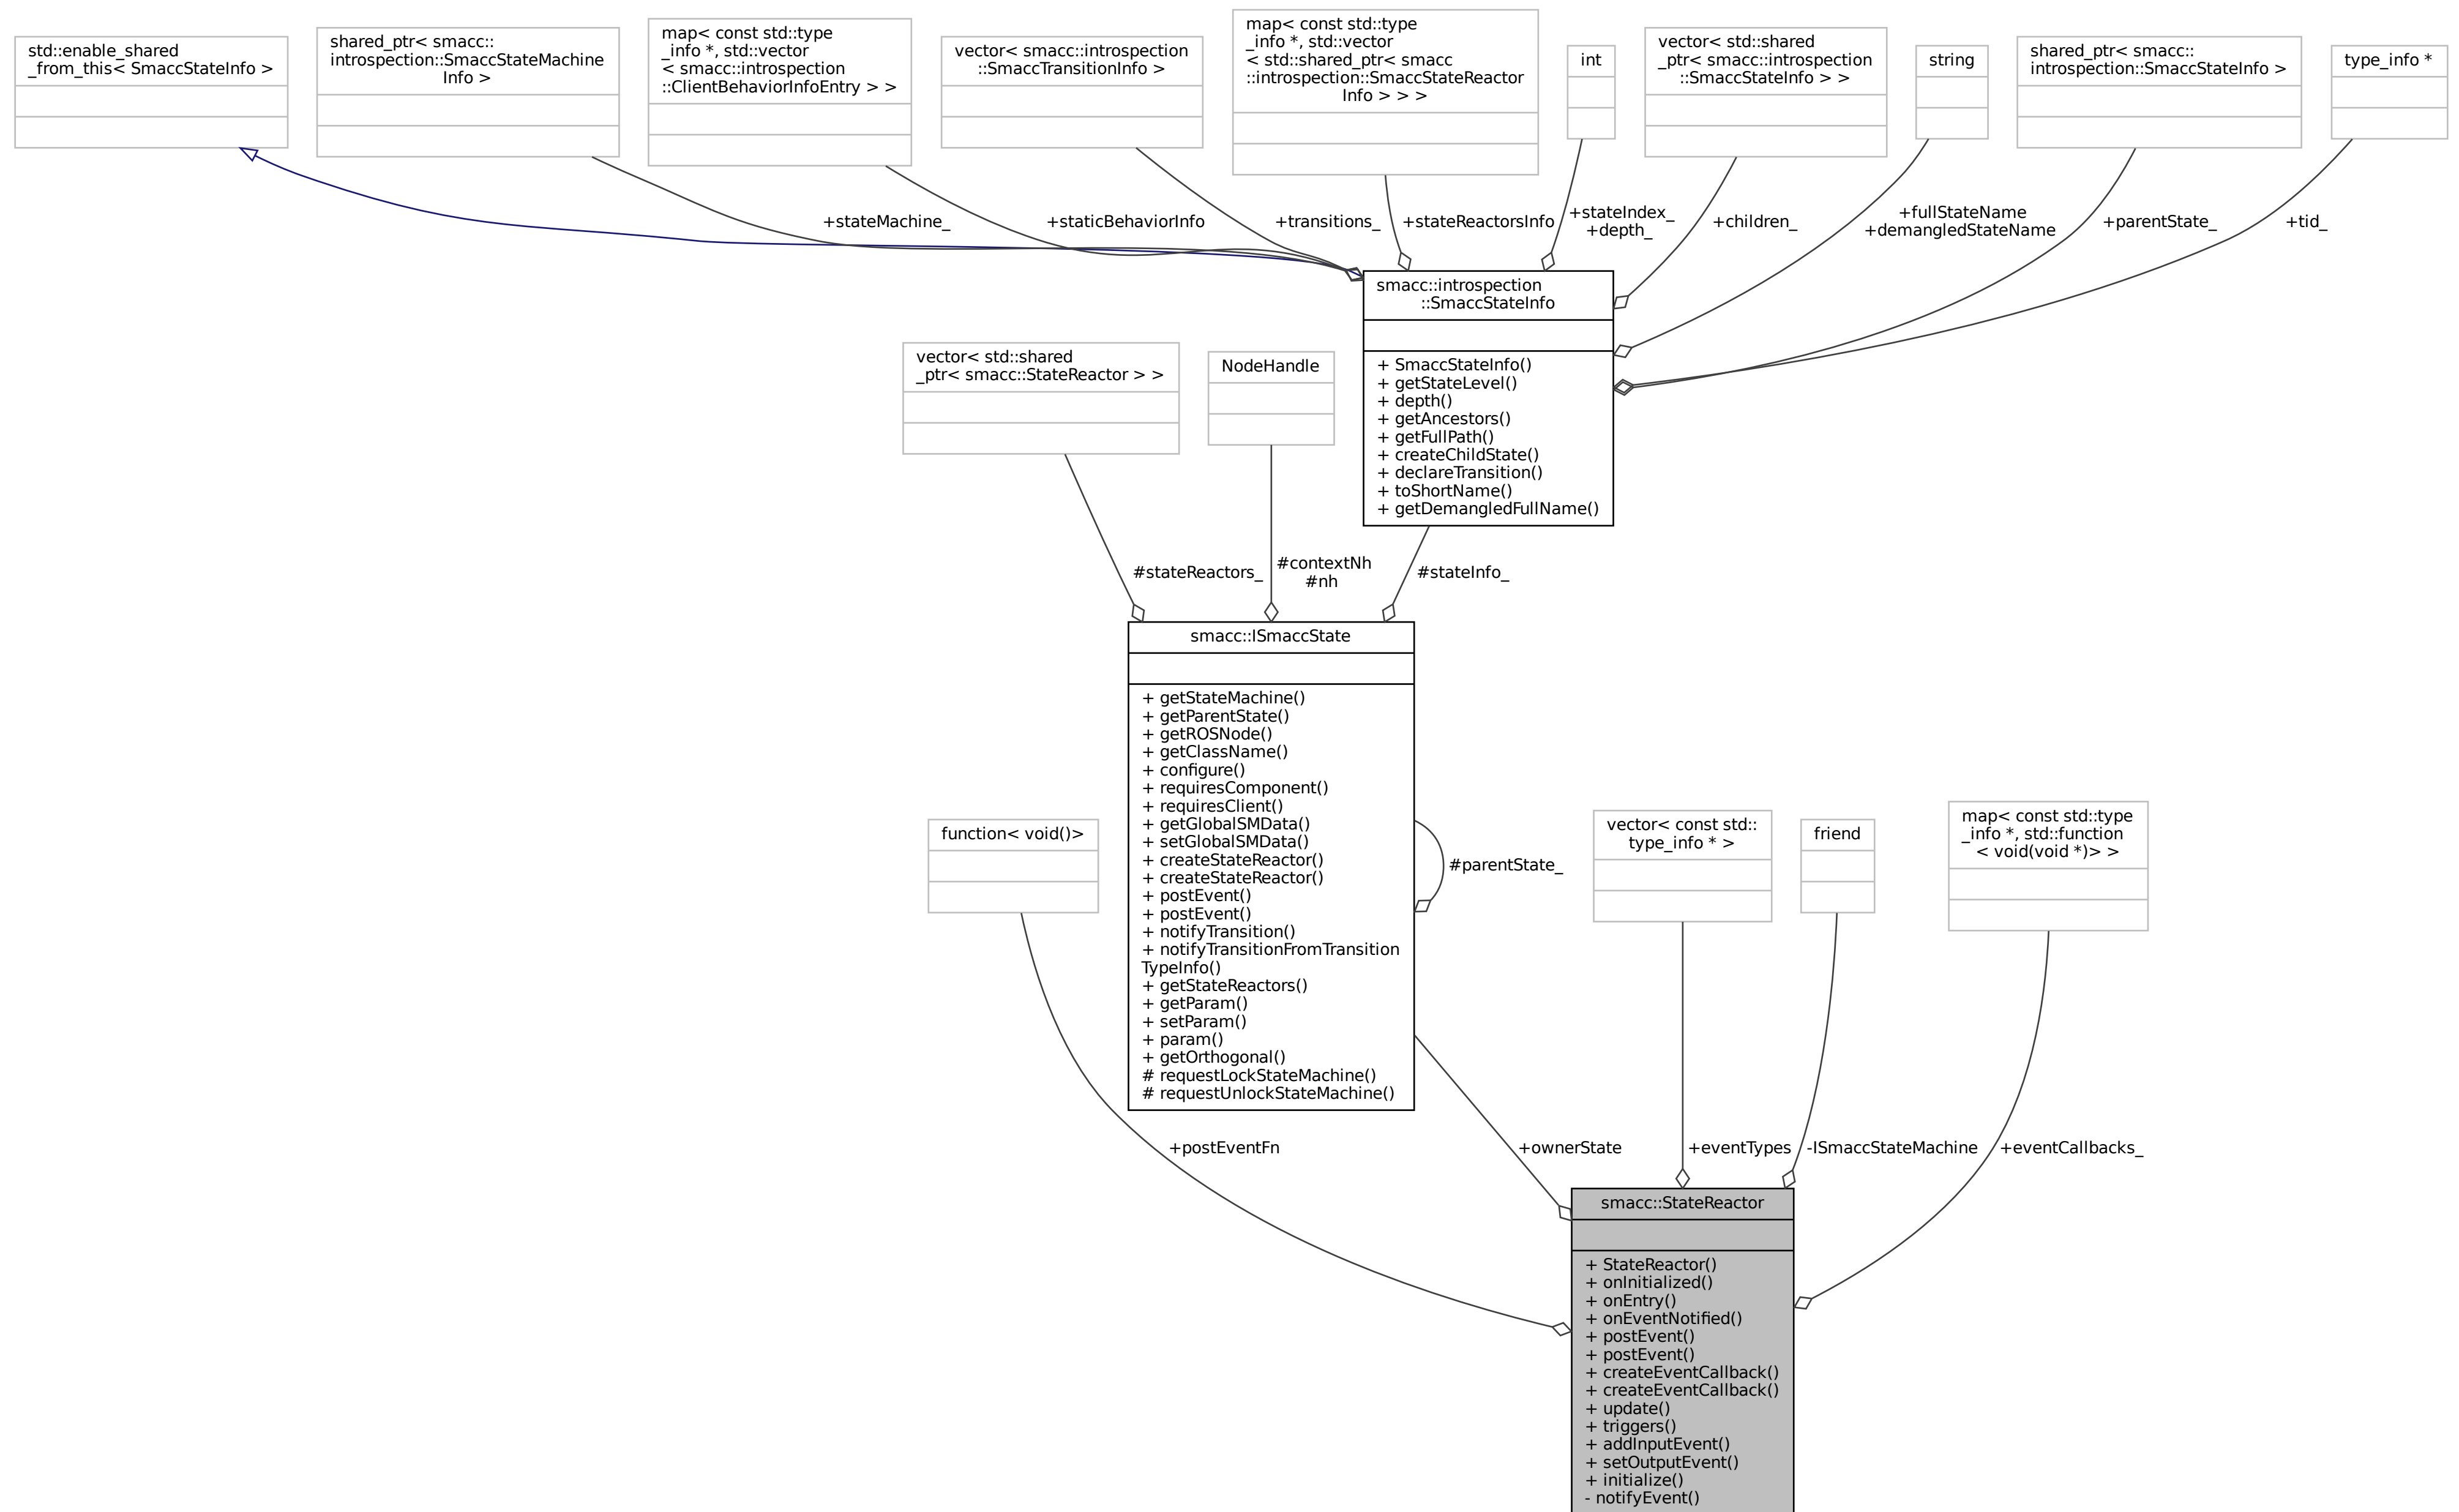 std::enable_shared
_from_this< SmaccStateInfo >
shared_ptr< smacc::
introspection::SmaccStateMachine
Info >
map< const std::type
_info *, std::vector
< smacc::introspection
::ClientBehaviorInfoEntry > >
vector< smacc::introspection
::SmaccTransitionInfo >
map< const std::type
_info *, std::vector
< std::shared_ptr< smacc
::introspection::SmaccStateReactor
Info > > >
int
vector< std::shared
_ptr< smacc::introspection
::SmaccStateInfo > >
string
shared_ptr< smacc::
introspection::SmaccStateInfo >
type_info *
+stateMachine_
+staticBehaviorInfo
+transitions_
+stateReactorsInfo
+stateIndex_
+depth_
+children_
+fullStateName
+demangledStateName
+parentState_
+tid_
smacc::introspection
::SmaccStateInfo
+ SmaccStateInfo()
+ getStateLevel()
+ depth()
+ getAncestors()
+ getFullPath()
+ createChildState()
+ declareTransition()
+ toShortName()
+ getDemangledFullName()
vector< std::shared
_ptr< smacc::StateReactor > >
NodeHandle
#stateReactors_
#contextNh
#nh
#stateInfo_
smacc::ISmaccState
+ getStateMachine()
+ getParentState()
+ getROSNode()
+ getClassName()
+ configure()
+ requiresComponent()
+ requiresClient()
+ getGlobalSMData()
+ setGlobalSMData()
+ createStateReactor()
+ createStateReactor()
+ postEvent()
+ postEvent()
+ notifyTransition()
+ notifyTransitionFromTransition
TypeInfo()
+ getStateReactors()
+ getParam()
+ setParam()
+ param()
+ getOrthogonal()
# requestLockStateMachine()
# requestUnlockStateMachine()
#parentState_
function< void()>
vector< const std::
type_info * >
friend
map< const std::type
_info *, std::function
< void(void *)> >
+postEventFn
+ownerState
+eventTypes
-ISmaccStateMachine
+eventCallbacks_
smacc::StateReactor
+ StateReactor()
+ onInitialized()
+ onEntry()
+ onEventNotified()
+ postEvent()
+ postEvent()
+ createEventCallback()
+ createEventCallback()
+ update()
+ triggers()
+ addInputEvent()
+ setOutputEvent()
+ initialize()
- notifyEvent()